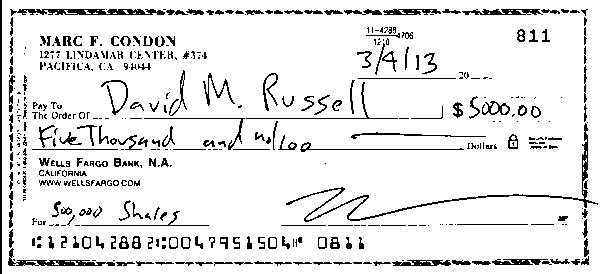 MARC F. CONDON
1277 LINDAMAR CENTER, #374
PACIFICA, CA 94044
11-4288
1210
4706
811
3/4/13
20
Pay To
The Order Of
David M. Russell
$ 5000.00
Five Thousand and no/100
Dollars
WELLS FARGO BANK, N.A.
CALIFORNIA
WWW.WELLSFARGO.COM
For 500,000 Shares
MP
⑆121042882⑆0047951504⑈ 0811